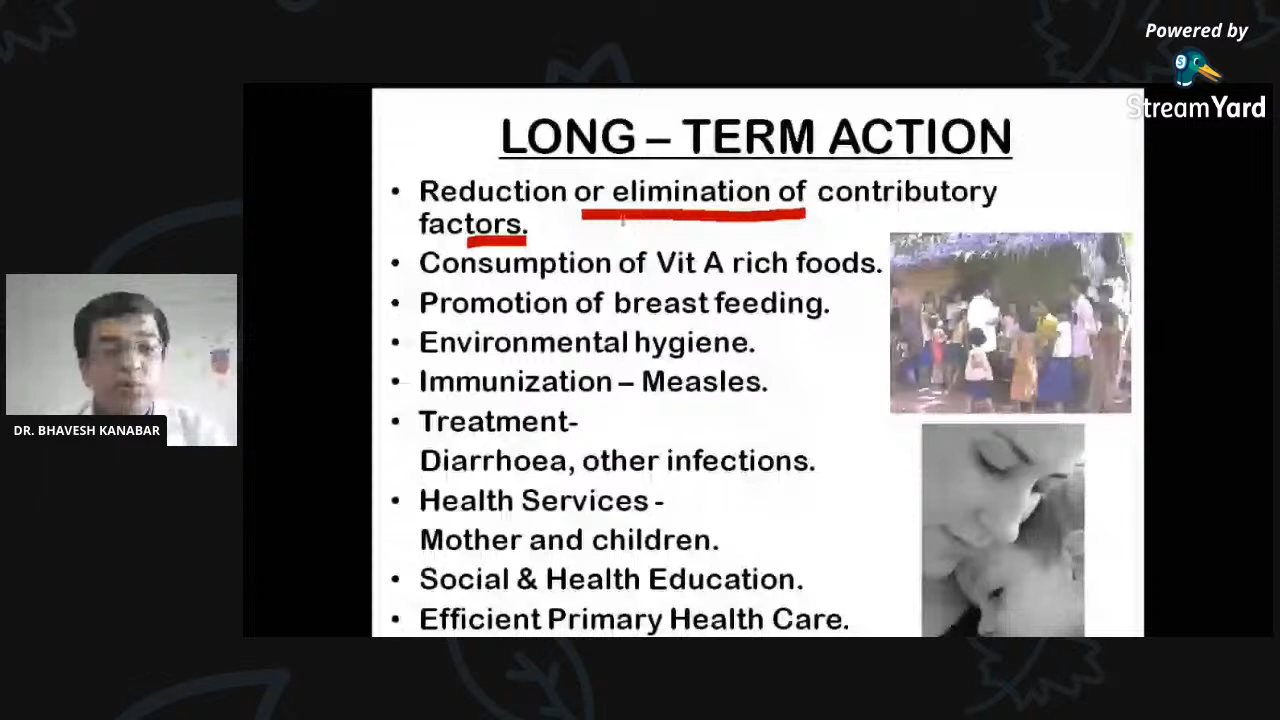 Powered by
StreamYard
LONG – TERM ACTION
• Reduction or elimination of contributory
factors.
• Consumption of Vit A rich foods.
• Promotion of breast feeding.
• Environmental hygiene.
• Immunization – Measles.
• Treatment-
Diarrhoea, other infections.
• Health Services -
Mother and children.
• Social & Health Education.
• Efficient Primary Health Care.
DR. BHAVESH KANABAR